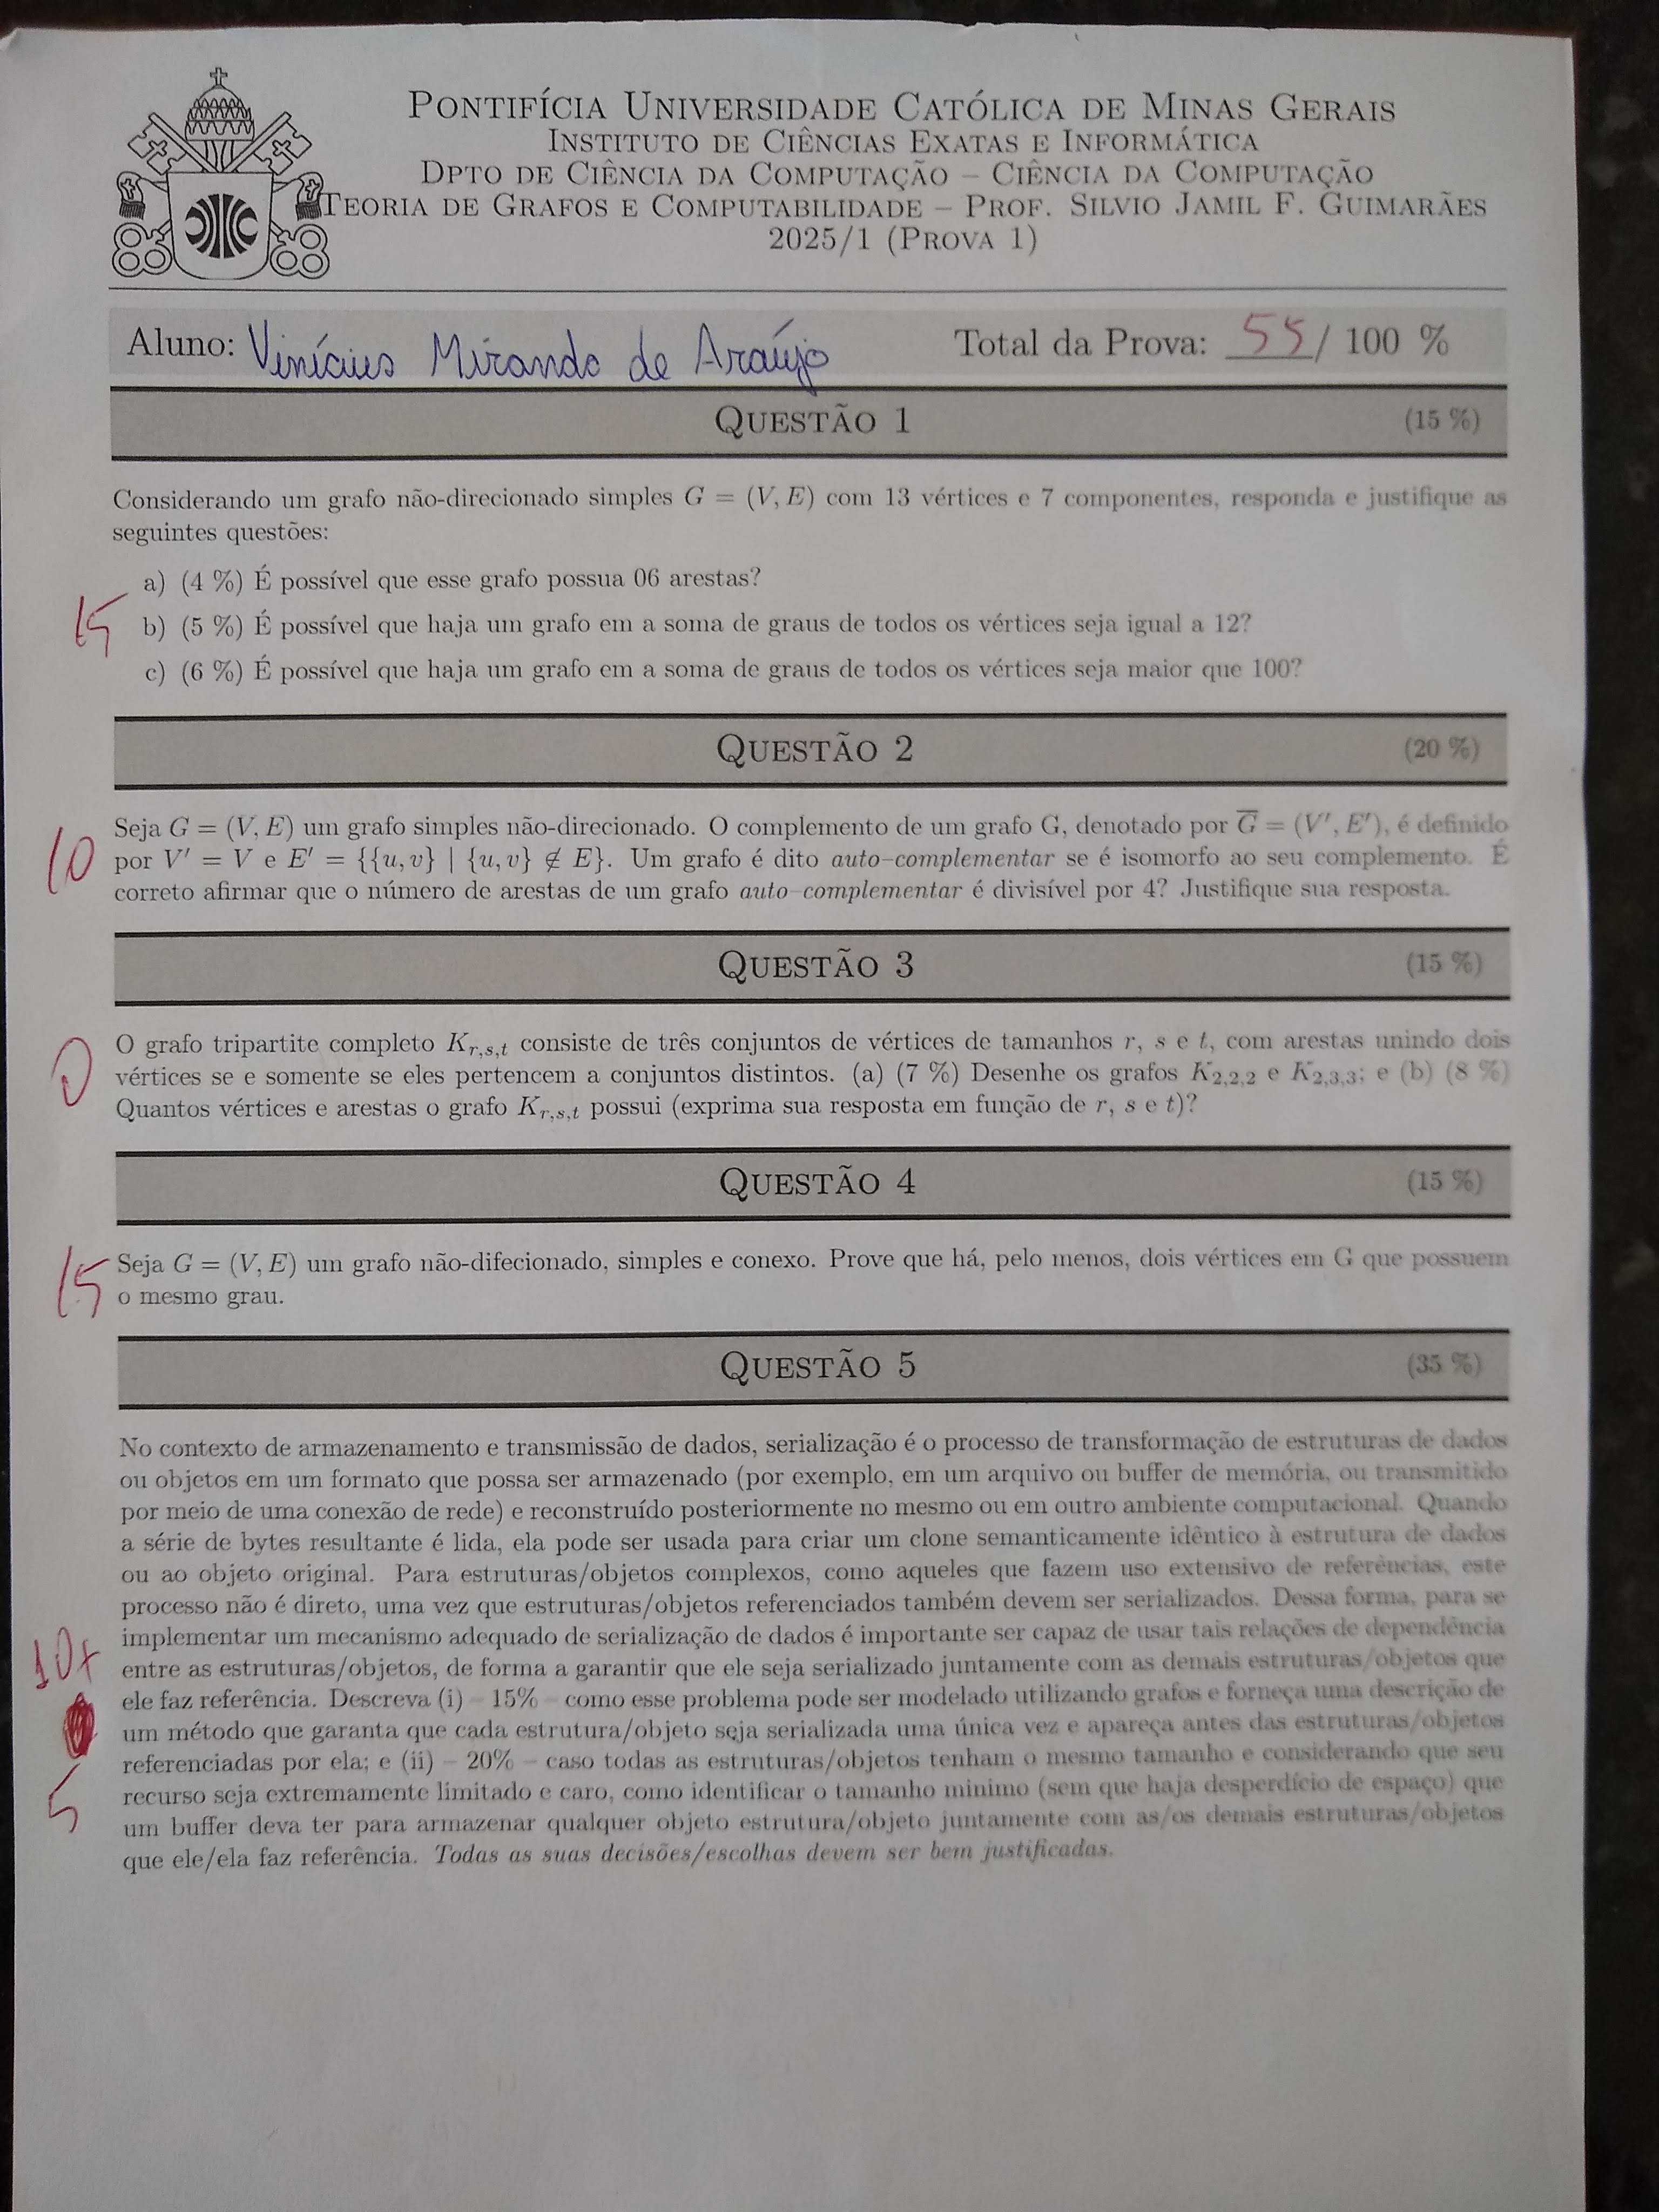 Pontifícia Universidade Católica de Minas Gerais
Instituto de Ciências Exatas e Informática
Dpto de Ciência da Computação – Ciência da Computação
Teoria de Grafos e Computabilidade – Prof. Silvio Jamil F. Guimarães
2025/1 (Prova 1)
Aluno: Vinícius Miranda de Araújo Total da Prova: 55 / 100 %
Questão 1 (15 %)
Considerando um grafo não-direcionado simples G = (V, E) com 13 vértices e 7 componentes, responda e justifique as
seguintes questões:
a) (4 %) É possível que esse grafo possua 06 arestas?
15
b) (5 %) É possível que haja um grafo em a soma de graus de todos os vértices seja igual a 12?
c) (6 %) É possível que haja um grafo em a soma de graus de todos os vértices seja maior que 100?
Questão 2 (20 %)
Seja G = (V, E) um grafo simples não-direcionado. O complemento de um grafo G, denotado por G̅ = (V′, E′), é definido
10 por V′ = V e E′ = {{u, v} | {u, v} ∉ E}. Um grafo é dito auto–complementar se é isomorfo ao seu complemento. É
correto afirmar que o número de arestas de um grafo auto–complementar é divisível por 4? Justifique sua resposta.
Questão 3 (15 %)
O grafo tripartite completo K_{r,s,t} consiste de três conjuntos de vértices de tamanhos r, s e t, com arestas unindo dois
0 vértices se e somente se eles pertencem a conjuntos distintos. (a) (7 %) Desenhe os grafos K_{2,2,2} e K_{2,3,3}; e (b) (8 %)
Quantos vértices e arestas o grafo K_{r,s,t} possui (exprima sua resposta em função de r, s e t)?
Questão 4 (15 %)
15 Seja G = (V, E) um grafo não-difecionado, simples e conexo. Prove que há, pelo menos, dois vértices em G que possuem
o mesmo grau.
Questão 5 (35 %)
No contexto de armazenamento e transmissão de dados, serialização é o processo de transformação de estruturas de dados
ou objetos em um formato que possa ser armazenado (por exemplo, em um arquivo ou buffer de memória, ou transmitido
por meio de uma conexão de rede) e reconstruído posteriormente no mesmo ou em outro ambiente computacional. Quando
a série de bytes resultante é lida, ela pode ser usada para criar um clone semanticamente idêntico à estrutura de dados
ou ao objeto original. Para estruturas/objetos complexos, como aqueles que fazem uso extensivo de referências, este
processo não é direto, uma vez que estruturas/objetos referenciados também devem ser serializados. Dessa forma, para se
implementar um mecanismo adequado de serialização de dados é importante ser capaz de usar tais relações de dependência
10+ entre as estruturas/objetos, de forma a garantir que ele seja serializado juntamente com as demais estruturas/objetos que
ele faz referência. Descreva (i) – 15% – como esse problema pode ser modelado utilizando grafos e forneça uma descrição de
um método que garanta que cada estrutura/objeto seja serializada uma única vez e apareça antes das estruturas/objetos
referenciadas por ela; e (ii) – 20% – caso todas as estruturas/objetos tenham o mesmo tamanho e considerando que seu
5 recurso seja extremamente limitado e caro, como identificar o tamanho mínimo (sem que haja desperdício de espaço) que
um buffer deva ter para armazenar qualquer objeto estrutura/objeto juntamente com as/os demais estruturas/objetos
que ele/ela faz referência. Todas as suas decisões/escolhas devem ser bem justificadas.